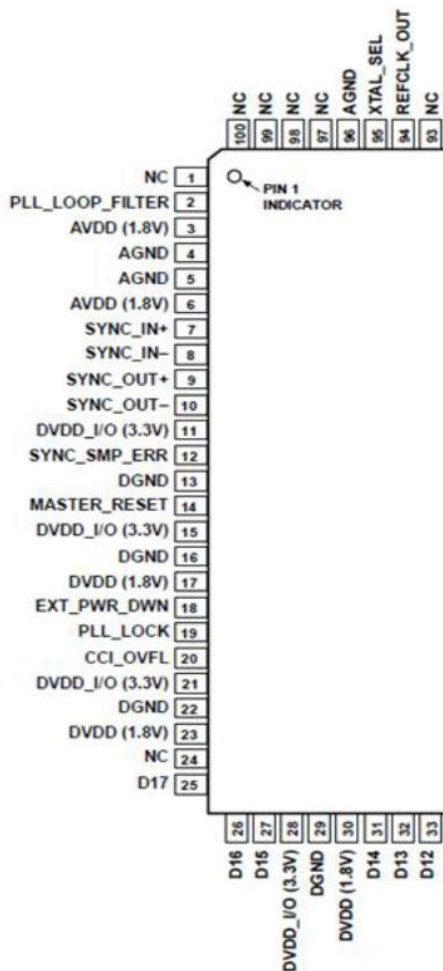 NC
NC
NC
NC
AGND
XTAL_SEL
REFCLK_OUT
NC
100
99
98
97
96
95
94
93
PIN 1
INDICATOR
NC 1
PLL_LOOP_FILTER 2
AVDD (1.8V) 3
AGND 4
AGND 5
AVDD (1.8V) 6
SYNC_IN+ 7
SYNC_IN– 8
SYNC_OUT+ 9
SYNC_OUT– 10
DVDD_I/O (3.3V) 11
SYNC_SMP_ERR 12
DGND 13
MASTER_RESET 14
DVDD_I/O (3.3V) 15
DGND 16
DVDD (1.8V) 17
EXT_PWR_DWN 18
PLL_LOCK 19
CCI_OVFL 20
DVDD_I/O (3.3V) 21
DGND 22
DVDD (1.8V) 23
NC 24
D17 25
26
27
28
29
30
31
32
33
D16
D15
DVDD_I/O (3.3V)
DGND
DVDD (1.8V)
D14
D13
D12